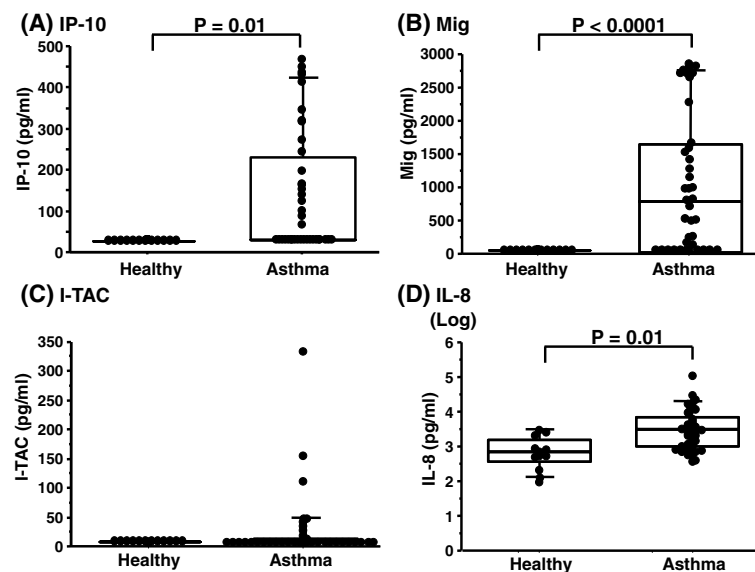 (A) IP-10
P = 0.01
500
400
300
200
100
0
IP-10 (pg/ml)
Healthy
Asthma
(B) Mig
P < 0.0001
3000
2500
2000
1500
1000
500
0
Mig (pg/ml)
Healthy
Asthma
(C) I-TAC
350
300
250
200
150
100
50
0
I-TAC (pg/ml)
Healthy
Asthma
(D) IL-8
(Log)
P = 0.01
6
5
4
3
2
1
0
IL-8 (pg/ml)
Healthy
Asthma